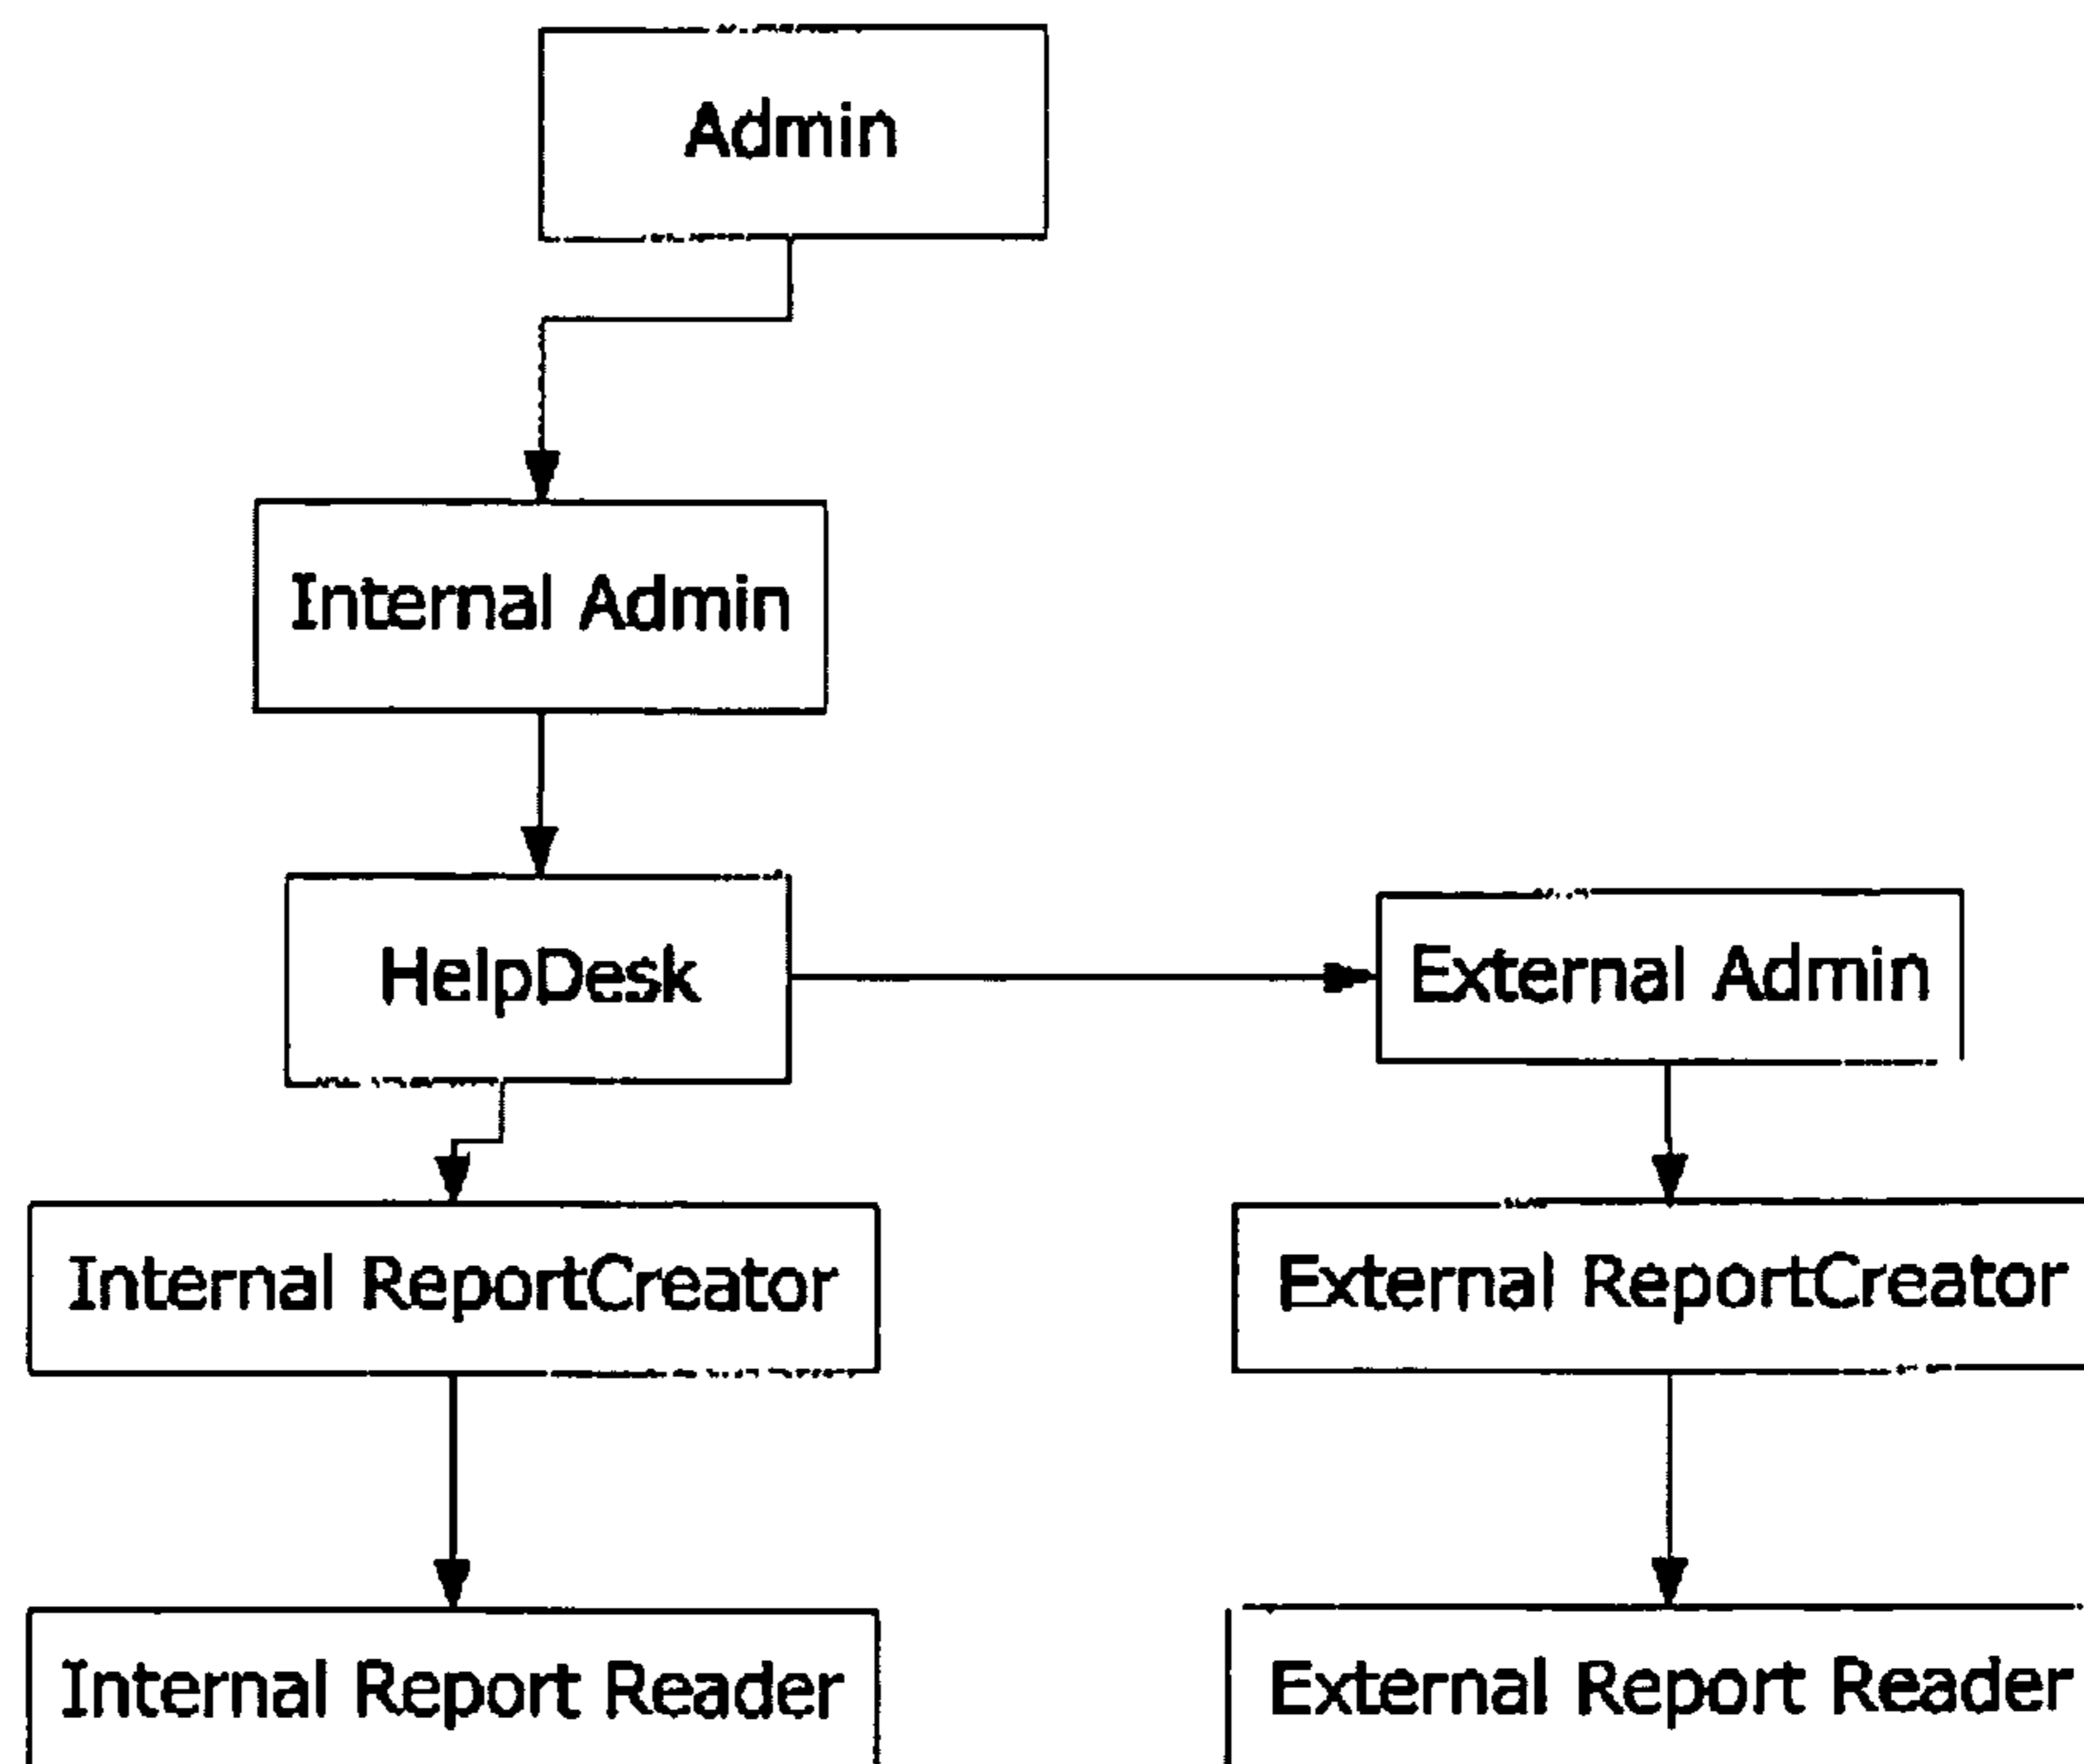 Admin
Internal Admin
HelpDesk
External Admin
Internal ReportCreator
External ReportCreator
Internal Report Reader
External Report Reader